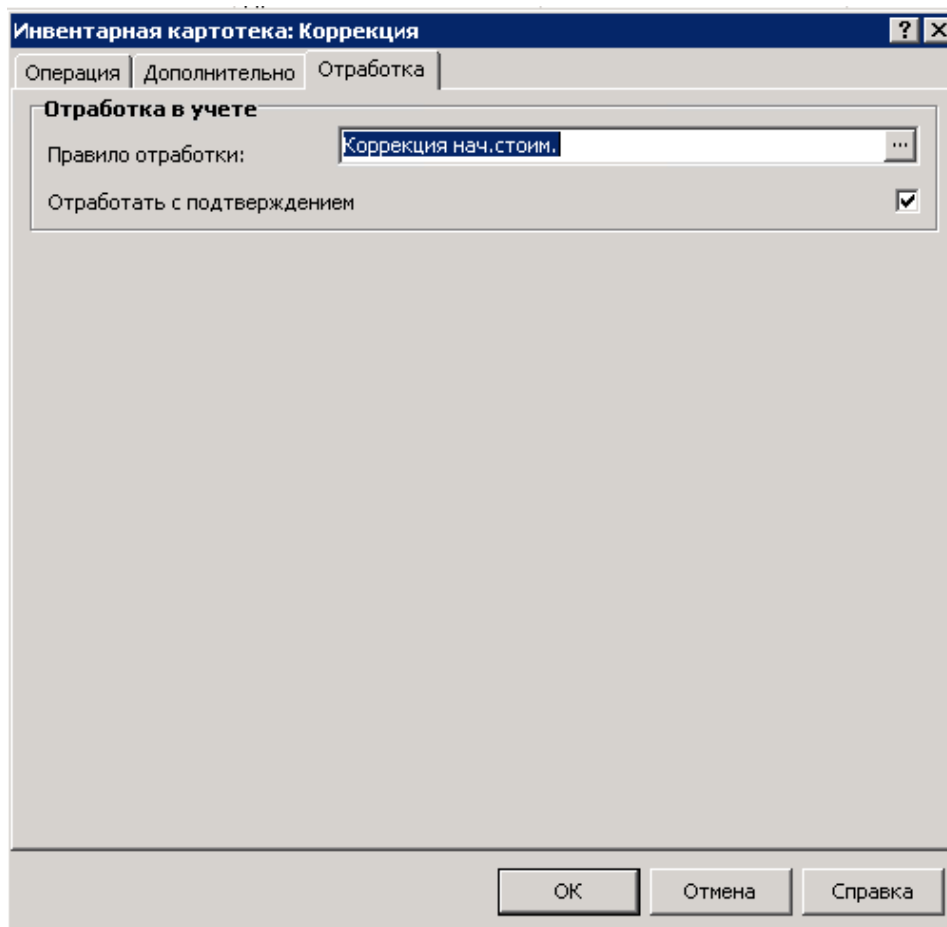 Инвентарная картотека: Коррекция
Операция Дополнительно Отработка
Отработка в учете
Правило отработки: Коррекция нач.стоим. ...
Отработать с подтверждением
ОК Отмена Справка